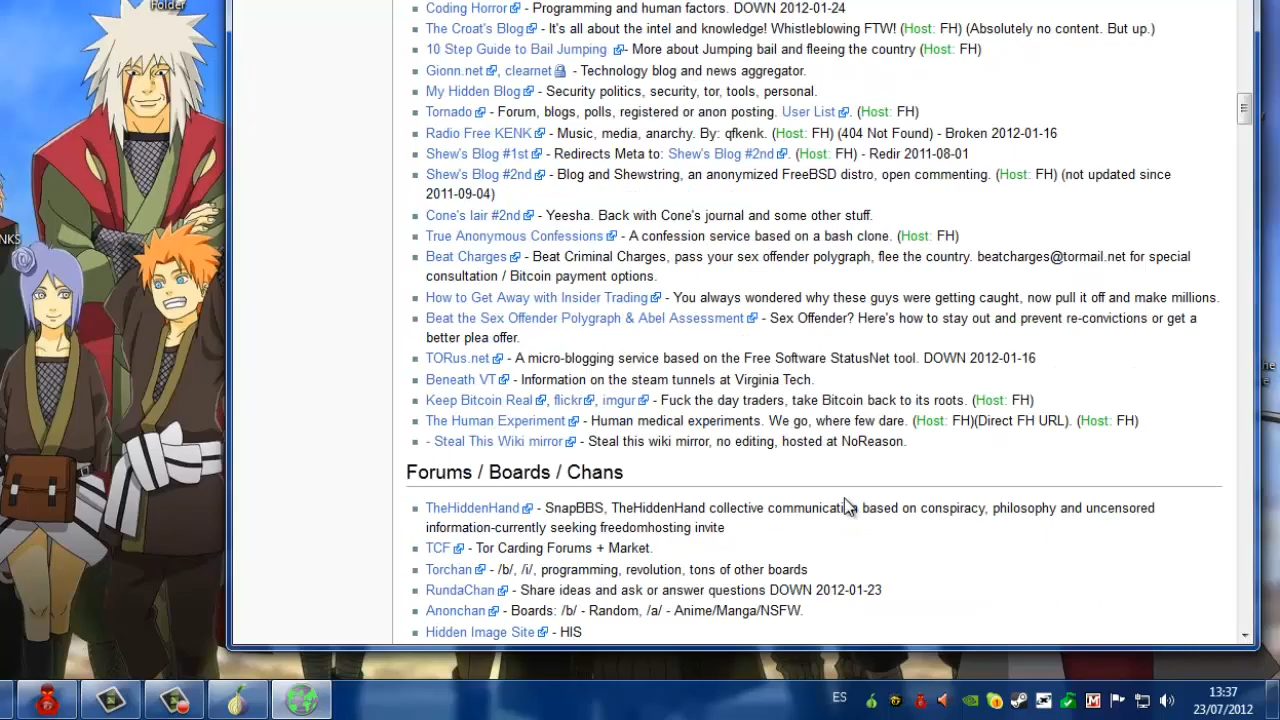 Folder
Coding Horror - Programming and human factors. DOWN 2012-01-24
The Croat's Blog - It's all about the intel and knowledge! Whistleblowing FTW! (Host: FH) (Absolutely no content. But up.)
10 Step Guide to Bail Jumping - More about Jumping bail and fleeing the country (Host: FH)
Gionn.net, clearnet - Technology blog and news aggregator.
My Hidden Blog - Security politics, security, tor, tools, personal.
Tornado - Forum, blogs, polls, registered or anon posting. User List. (Host: FH)
Radio Free KENK - Music, media, anarchy. By: qfkenk. (Host: FH) (404 Not Found) - Broken 2012-01-16
Shew's Blog #1st - Redirects Meta to: Shew's Blog #2nd. (Host: FH) - Redir 2011-08-01
Shew's Blog #2nd - Blog and Shewstring, an anonymized FreeBSD distro, open commenting. (Host: FH) (not updated since
2011-09-04)
Cone's lair #2nd - Yeesha. Back with Cone's journal and some other stuff.
True Anonymous Confessions - A confession service based on a bash clone. (Host: FH)
Beat Charges - Beat Criminal Charges, pass your sex offender polygraph, flee the country. beatcharges@tormail.net for special
consultation / Bitcoin payment options.
How to Get Away with Insider Trading - You always wondered why these guys were getting caught, now pull it off and make millions.
Beat the Sex Offender Polygraph & Abel Assessment - Sex Offender? Here's how to stay out and prevent re-convictions or get a
better plea offer.
TORus.net - A micro-blogging service based on the Free Software StatusNet tool. DOWN 2012-01-16
Beneath VT - Information on the steam tunnels at Virginia Tech.
Keep Bitcoin Real, flickr, imgur - Fuck the day traders, take Bitcoin back to its roots. (Host: FH)
The Human Experiment - Human medical experiments. We go, where few dare. (Host: FH)(Direct FH URL). (Host: FH)
- Steal This Wiki mirror - Steal this wiki mirror, no editing, hosted at NoReason.
Forums / Boards / Chans
TheHiddenHand - SnapBBS, TheHiddenHand collective communication based on conspiracy, philosophy and uncensored
information-currently seeking freedomhosting invite
TCF - Tor Carding Forums + Market.
Torchan - /b/, /i/, programming, revolution, tons of other boards
RundaChan - Share ideas and ask or answer questions DOWN 2012-01-23
Anonchan - Boards: /b/ - Random, /a/ - Anime/Manga/NSFW.
Hidden Image Site - HIS
NKS
ES
13:37
23/07/2012